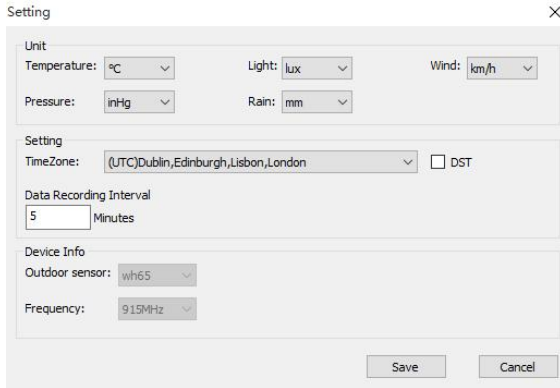 Setting
Unit
Temperature: ºC Light: lux Wind: km/h
Pressure: inHg Rain: mm
Setting
TimeZone: (UTC)Dublin,Edinburgh,Lisbon,London DST
Data Recording Interval
5 Minutes
Device Info
Outdoor sensor: wh65
Frequency: 915MHz
Save Cancel